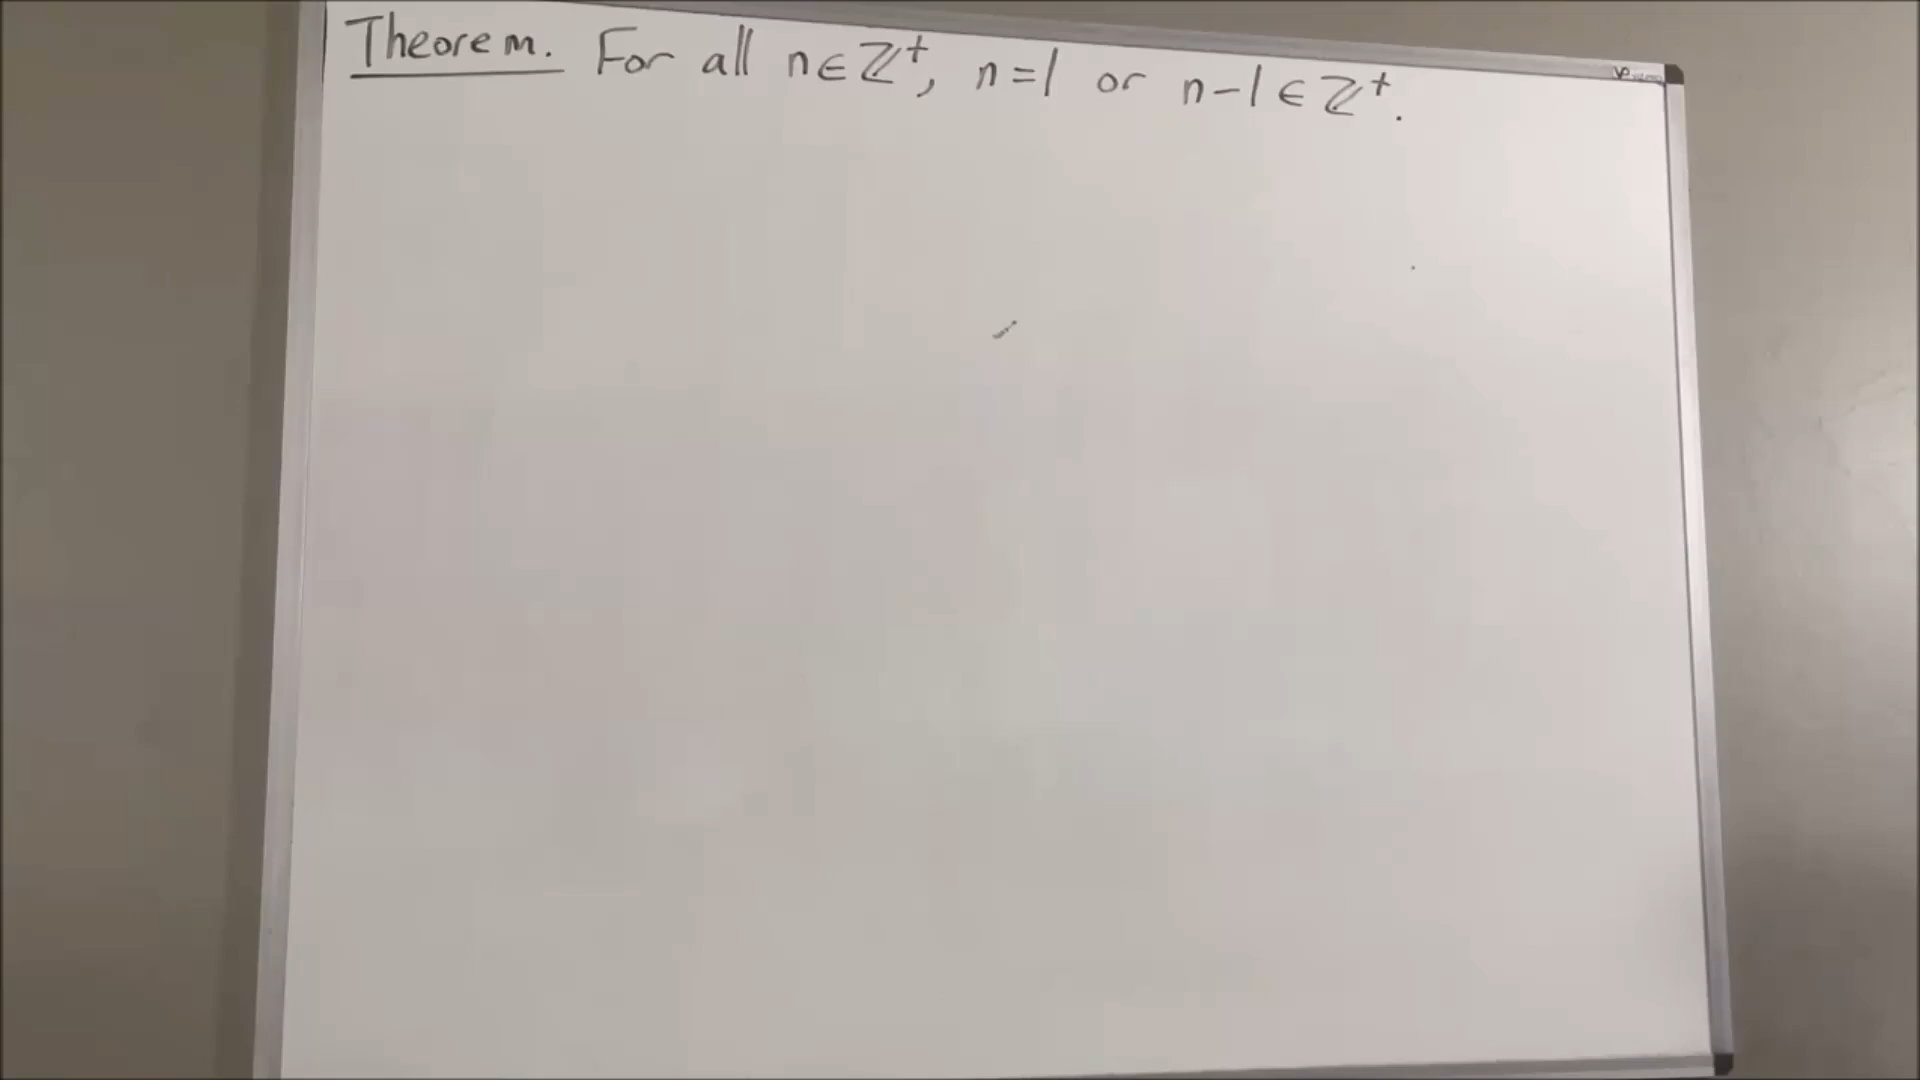 Theorem. For all n∈ℤ⁺, n=1 or n-1∈ℤ⁺.